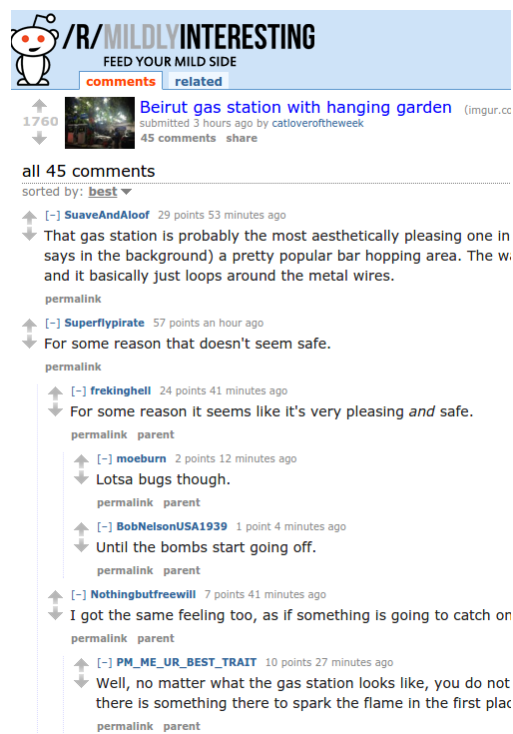 /R/MILDLYINTERESTING
FEED YOUR MILD SIDE
comments related
Beirut gas station with hanging garden (imgur.co
1760
submitted 3 hours ago by catloveroftheweek
45 comments share
all 45 comments
sorted by: best
[–] SuaveAndAloof 29 points 53 minutes ago
That gas station is probably the most aesthetically pleasing one in
says in the background) a pretty popular bar hopping area. The wa
and it basically just loops around the metal wires.
permalink
[–] Superflypirate 57 points an hour ago
For some reason that doesn't seem safe.
permalink
[–] frekinghell 24 points 41 minutes ago
For some reason it seems like it's very pleasing and safe.
permalink parent
[–] moeburn 2 points 12 minutes ago
Lotsa bugs though.
permalink parent
[–] BobNelsonUSA1939 1 point 4 minutes ago
Until the bombs start going off.
permalink parent
[–] Nothingbutfreewill 7 points 41 minutes ago
I got the same feeling too, as if something is going to catch on
permalink parent
[–] PM_ME_UR_BEST_TRAIT 10 points 27 minutes ago
Well, no matter what the gas station looks like, you do not
there is something there to spark the flame in the first plac
permalink parent